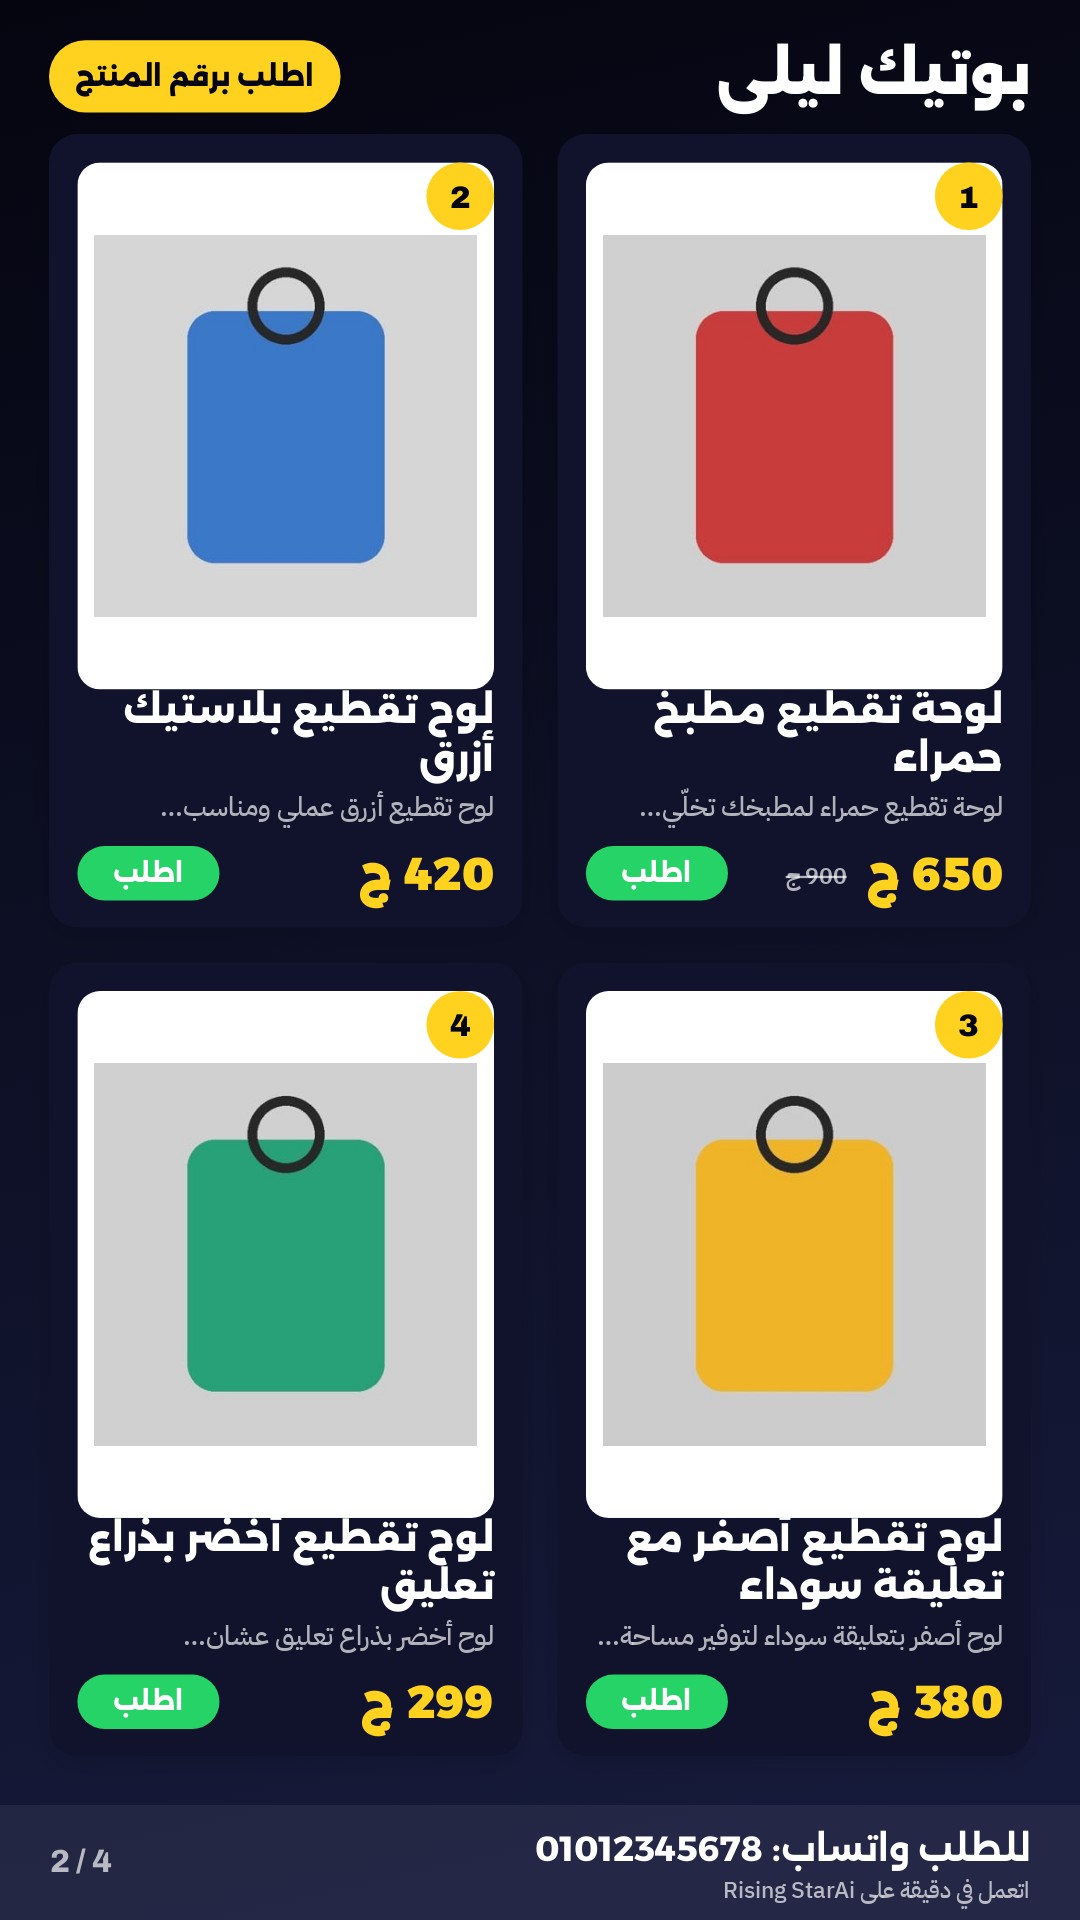 بوتيك ليلى
اطلب برقم المنتج
1
لوحة تقطيع مطبخ
حمراء
لوحة تقطيع حمراء لمطبخك تخلّي...
650 ج 900 ج
اطلب
2
لوح تقطيع بلاستيك
أزرق
لوح تقطيع أزرق عملي ومناسب...
420 ج
اطلب
3
لوح تقطيع أصفر مع
تعليقة سوداء
لوح أصفر بتعليقة سوداء لتوفير مساحة...
380 ج
اطلب
4
لوح تقطيع أخضر بذراع
تعليق
لوح أخضر بذراع تعليق عشان...
299 ج
اطلب
للطلب واتساب: 01012345678
اتعمل في دقيقة على Rising StarAi
2 / 4